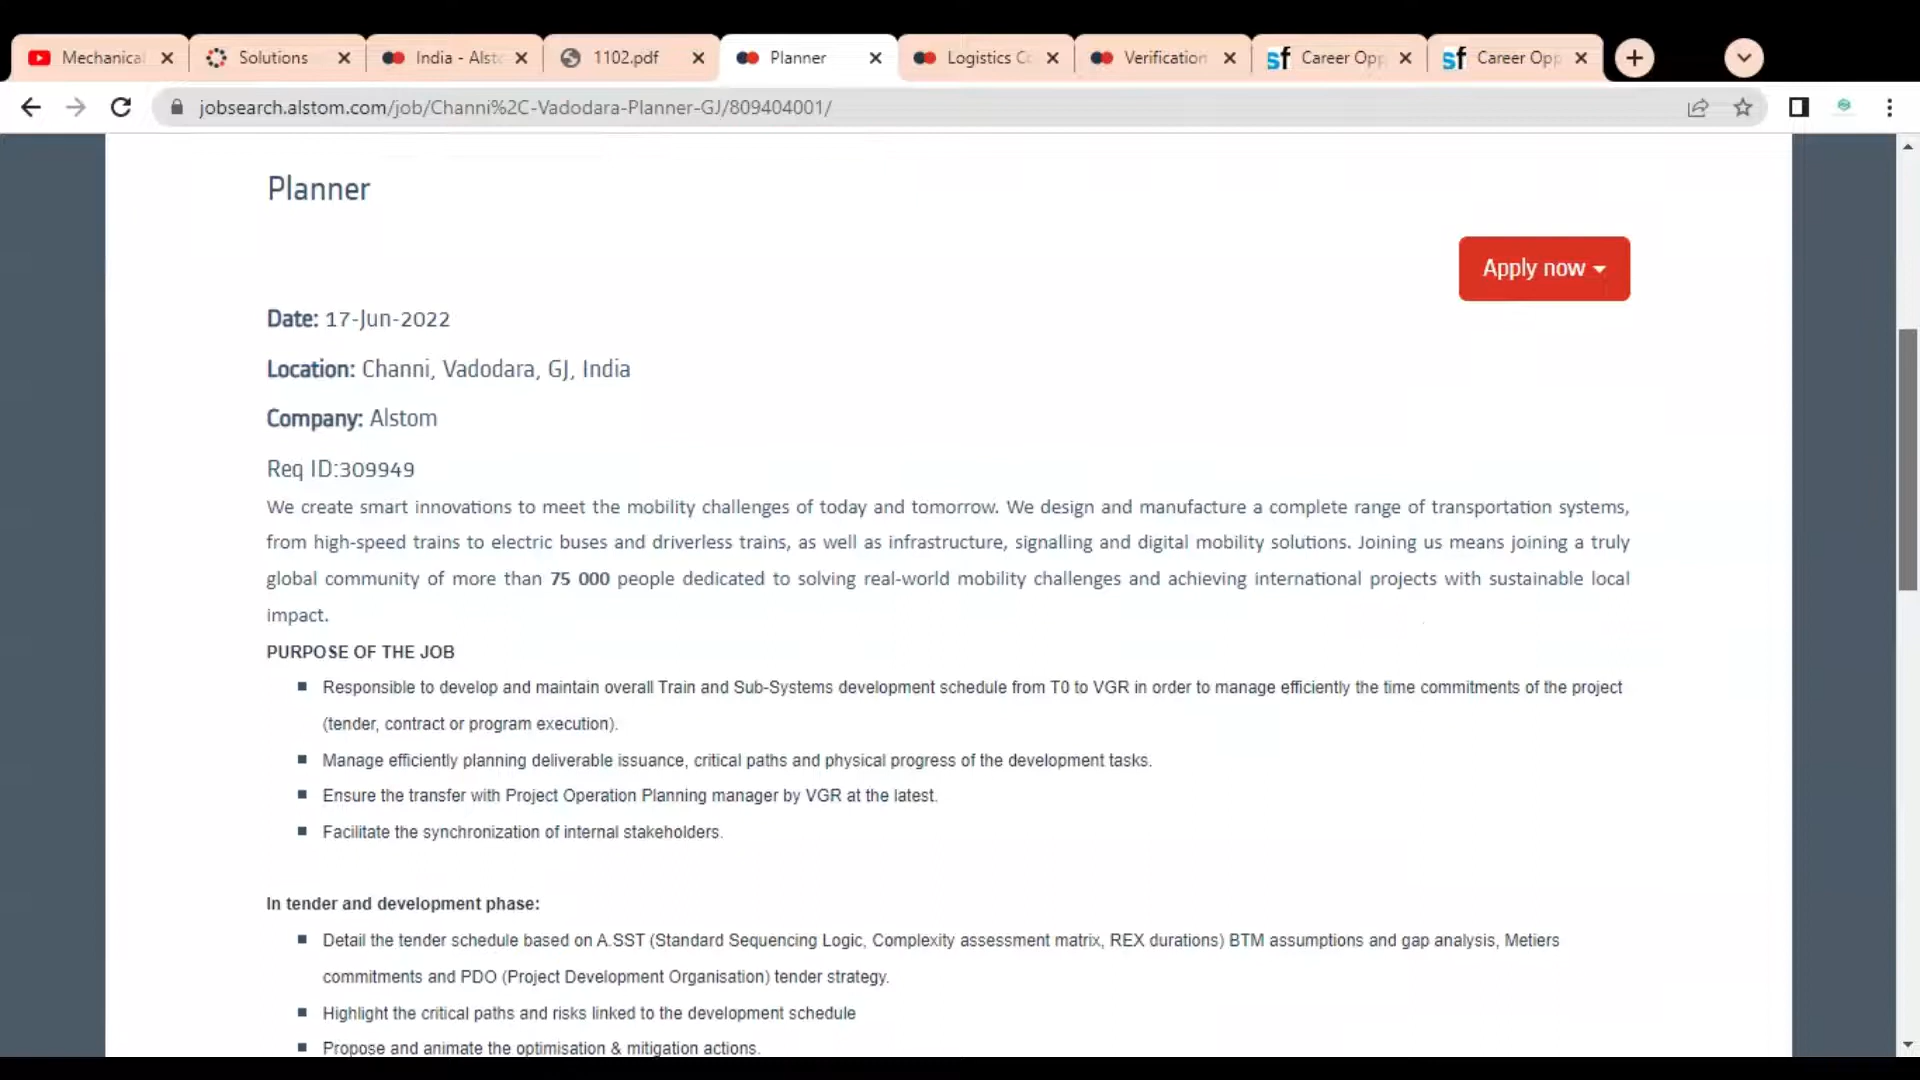 Mechanical
Solutions
India - Alst
1102.pdf
Planner
Logistics Co
Verification
sf Career Opp
sf Career Opp
jobsearch.alstom.com/job/Channi%2C-Vadodara-Planner-GJ/809404001/
Planner
Apply now
Date: 17-Jun-2022
Location: Channi, Vadodara, GJ, India
Company: Alstom
Req ID:309949
We create smart innovations to meet the mobility challenges of today and tomorrow. We design and manufacture a complete range of transportation systems,
from high-speed trains to electric buses and driverless trains, as well as infrastructure, signalling and digital mobility solutions. Joining us means joining a truly
global community of more than 75 000 people dedicated to solving real-world mobility challenges and achieving international projects with sustainable local
impact.
PURPOSE OF THE JOB
Responsible to develop and maintain overall Train and Sub-Systems development schedule from T0 to VGR in order to manage efficiently the time commitments of the project
(tender, contract or program execution).
Manage efficiently planning deliverable issuance, critical paths and physical progress of the development tasks.
Ensure the transfer with Project Operation Planning manager by VGR at the latest.
Facilitate the synchronization of internal stakeholders.
In tender and development phase:
Detail the tender schedule based on A.SST (Standard Sequencing Logic, Complexity assessment matrix, REX durations) BTM assumptions and gap analysis, Metiers
commitments and PDO (Project Development Organisation) tender strategy.
Highlight the critical paths and risks linked to the development schedule
Propose and animate the optimisation & mitigation actions.